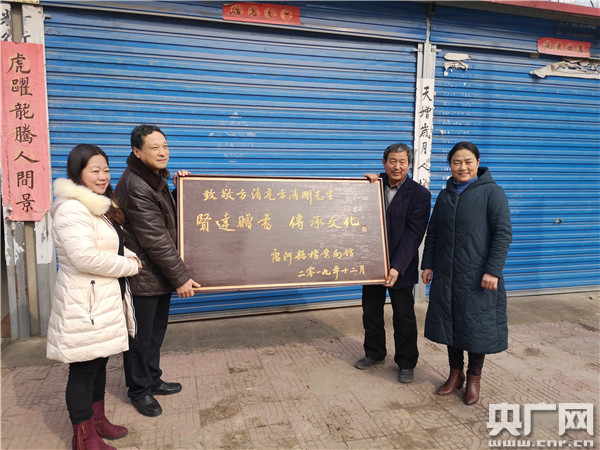 虎躍龍騰人間景
天增歲月人
致敬方清亮方清刚先生
贤达赠书 传承文化
唐河县档案局馆
二〇一九年十二月
央广网
www.cnr.cn